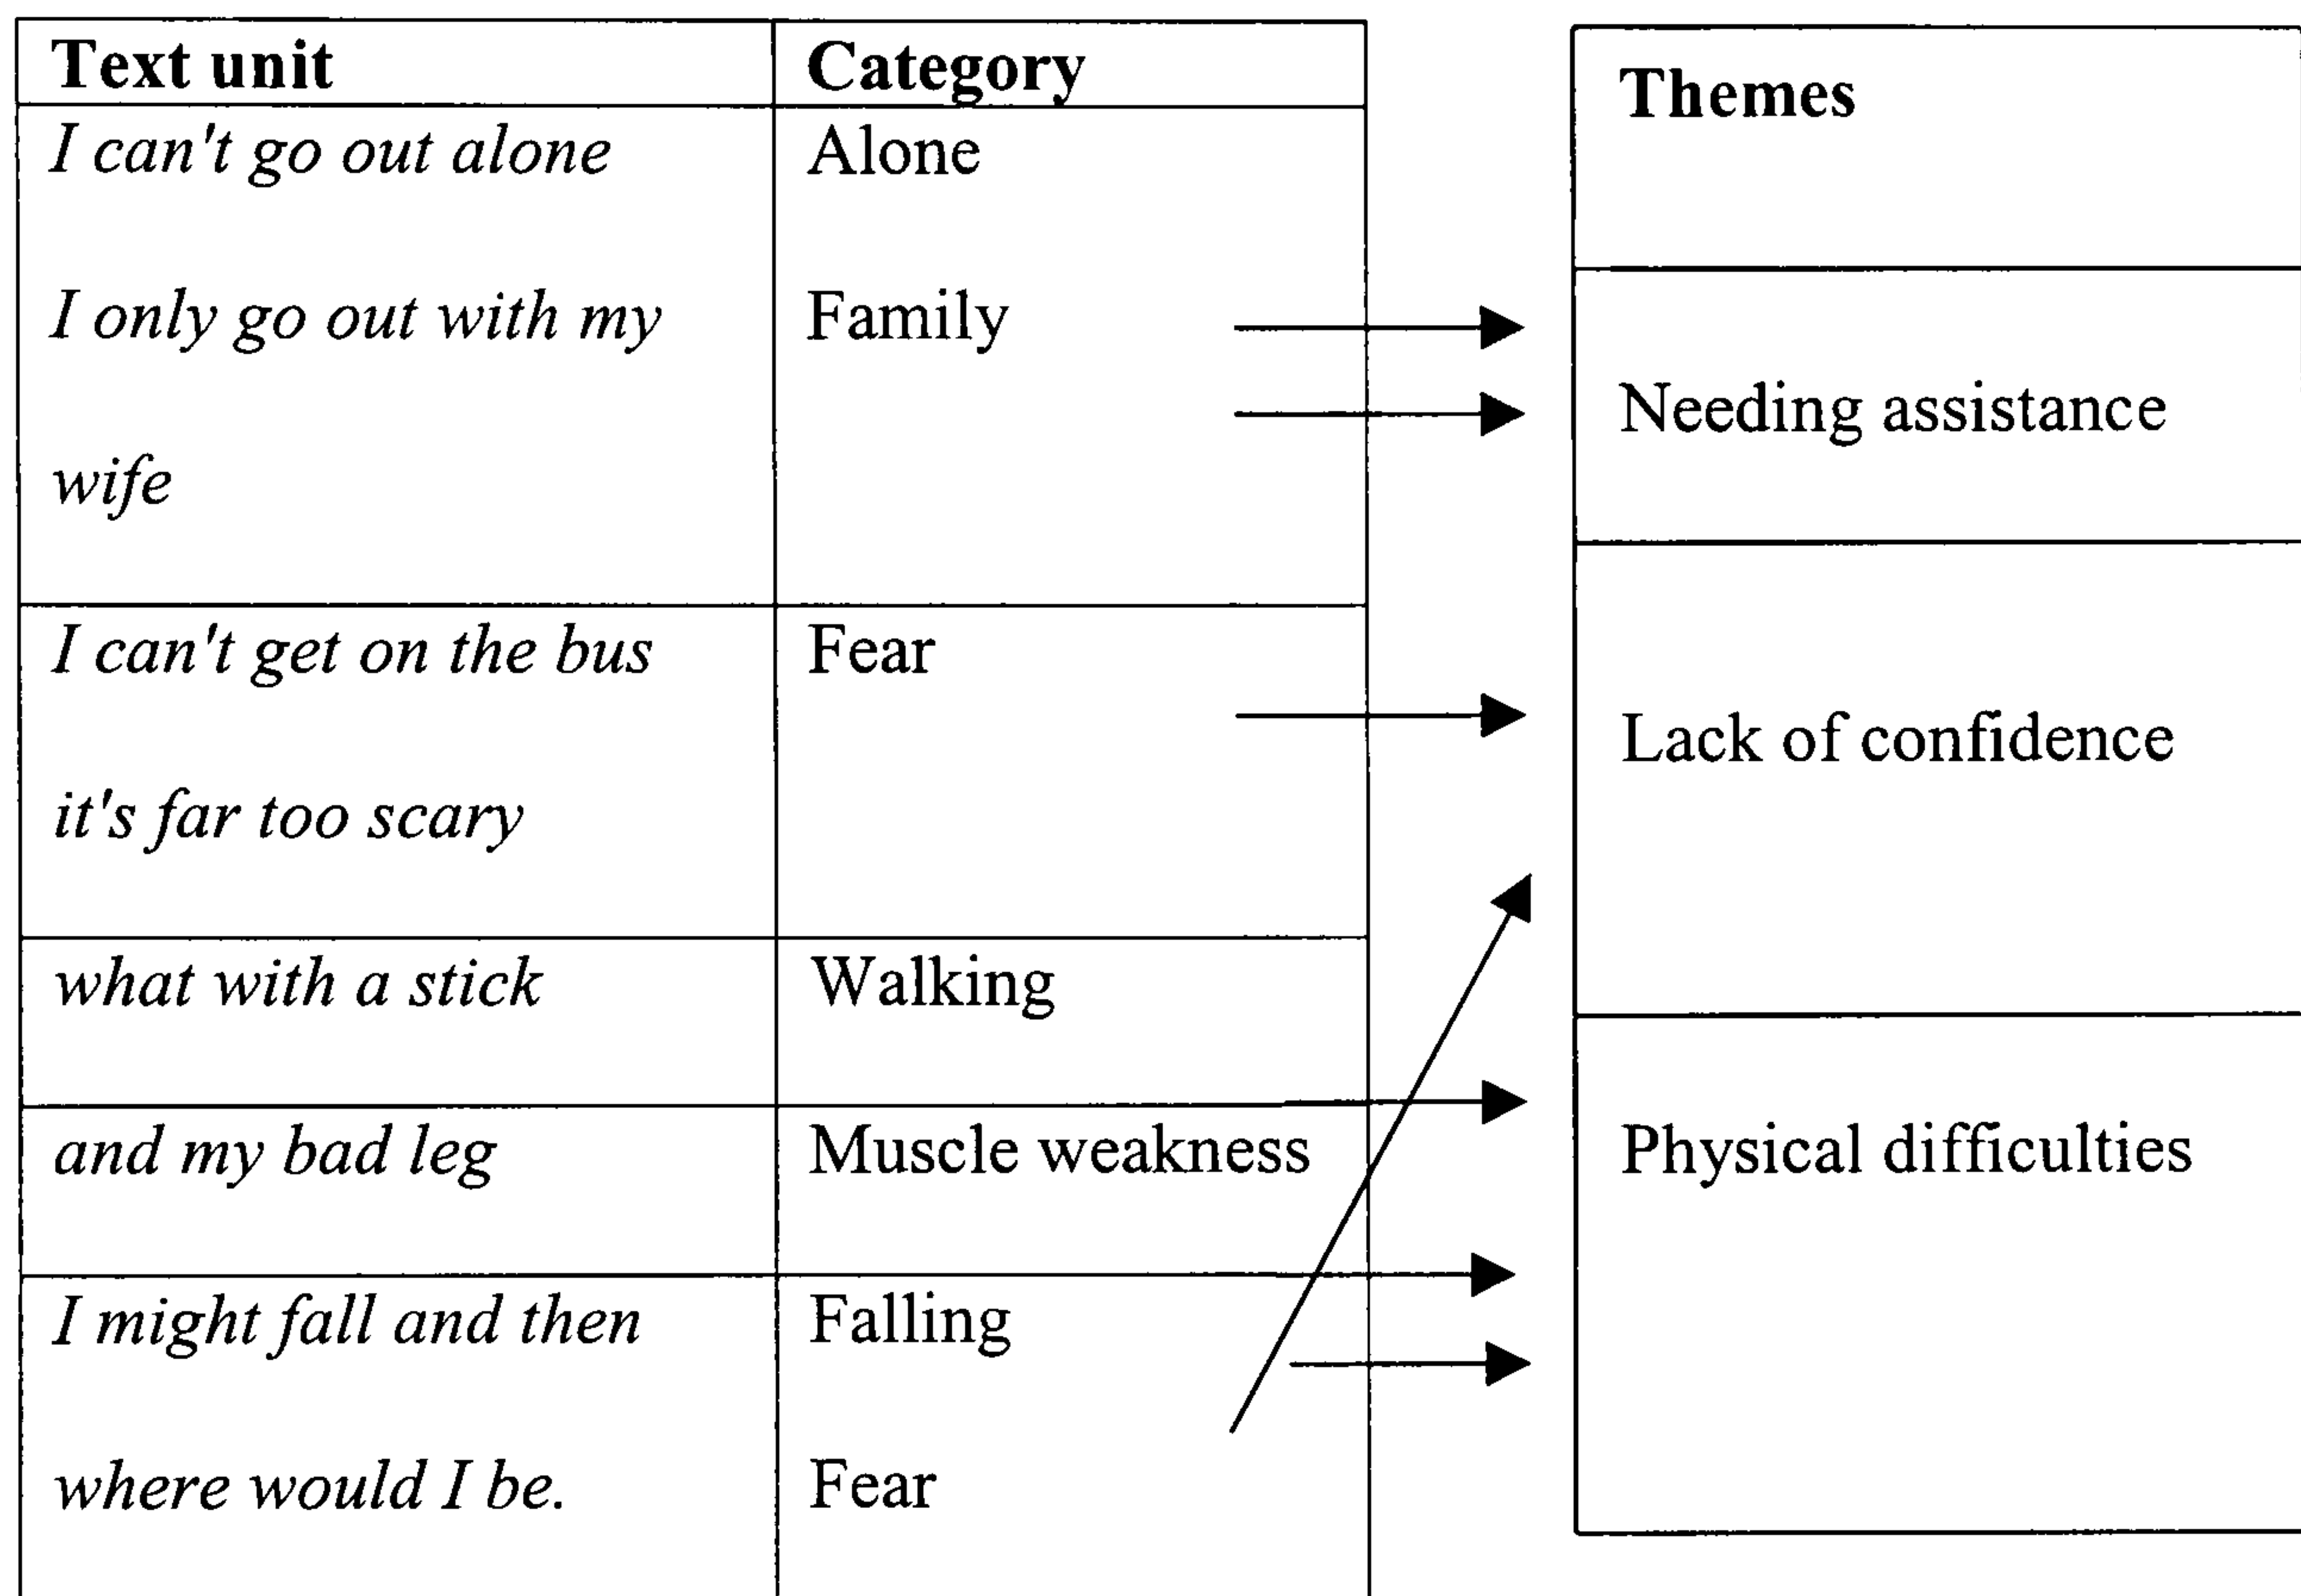 Text unit Category
I can't go out alone Alone
I only go out with my Family
wife
I can't get on the bus Fear
it's far too scary
what with a stick Walking
and my bad leg Muscle weakness
I might fall and then Falling
where would I be. Fear
Themes
Needing assistance
Lack of confidence
Physical difficulties